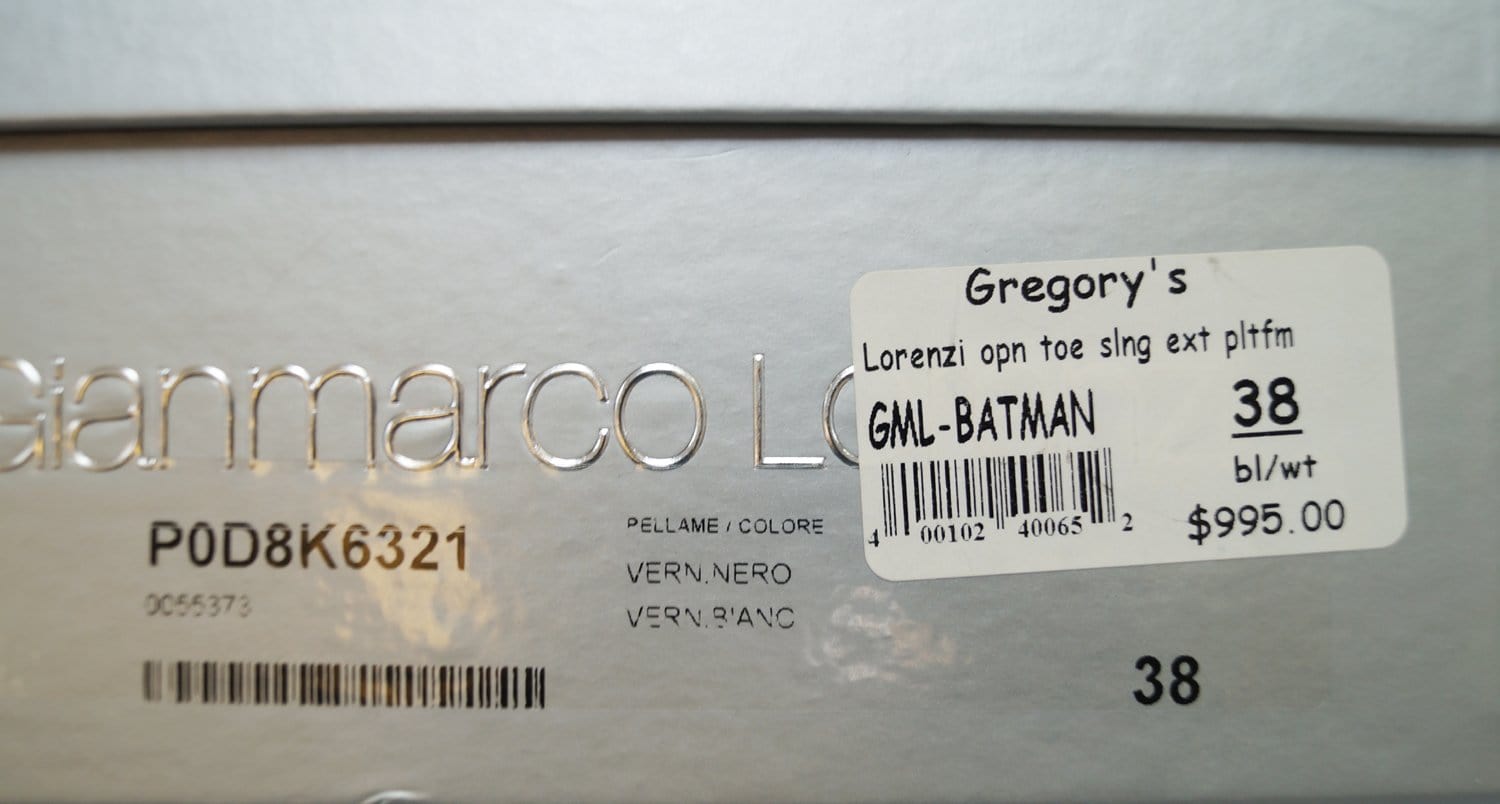 Gianmarco Lo
Gregory's
Lorenzi opn toe slng ext pltfm
GML-BATMAN
38
bl/wt
$995.00
4 00102 40065 2
P0D8K6321
0055373
PELLAME / COLORE
VERN.NERO
VERN.B'ANC
38